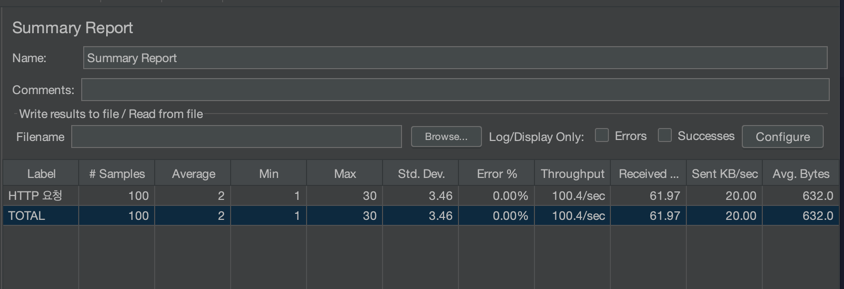 Summary Report
Name: Summary Report
Comments:
Write results to file / Read from file
Filename Browse... Log/Display Only: Errors Successes Configure
Label # Samples Average Min Max Std. Dev. Error % Throughput Received ... Sent KB/sec Avg. Bytes
HTTP 요청 100 2 1 30 3.46 0.00% 100.4/sec 61.97 20.00 632.0
TOTAL 100 2 1 30 3.46 0.00% 100.4/sec 61.97 20.00 632.0